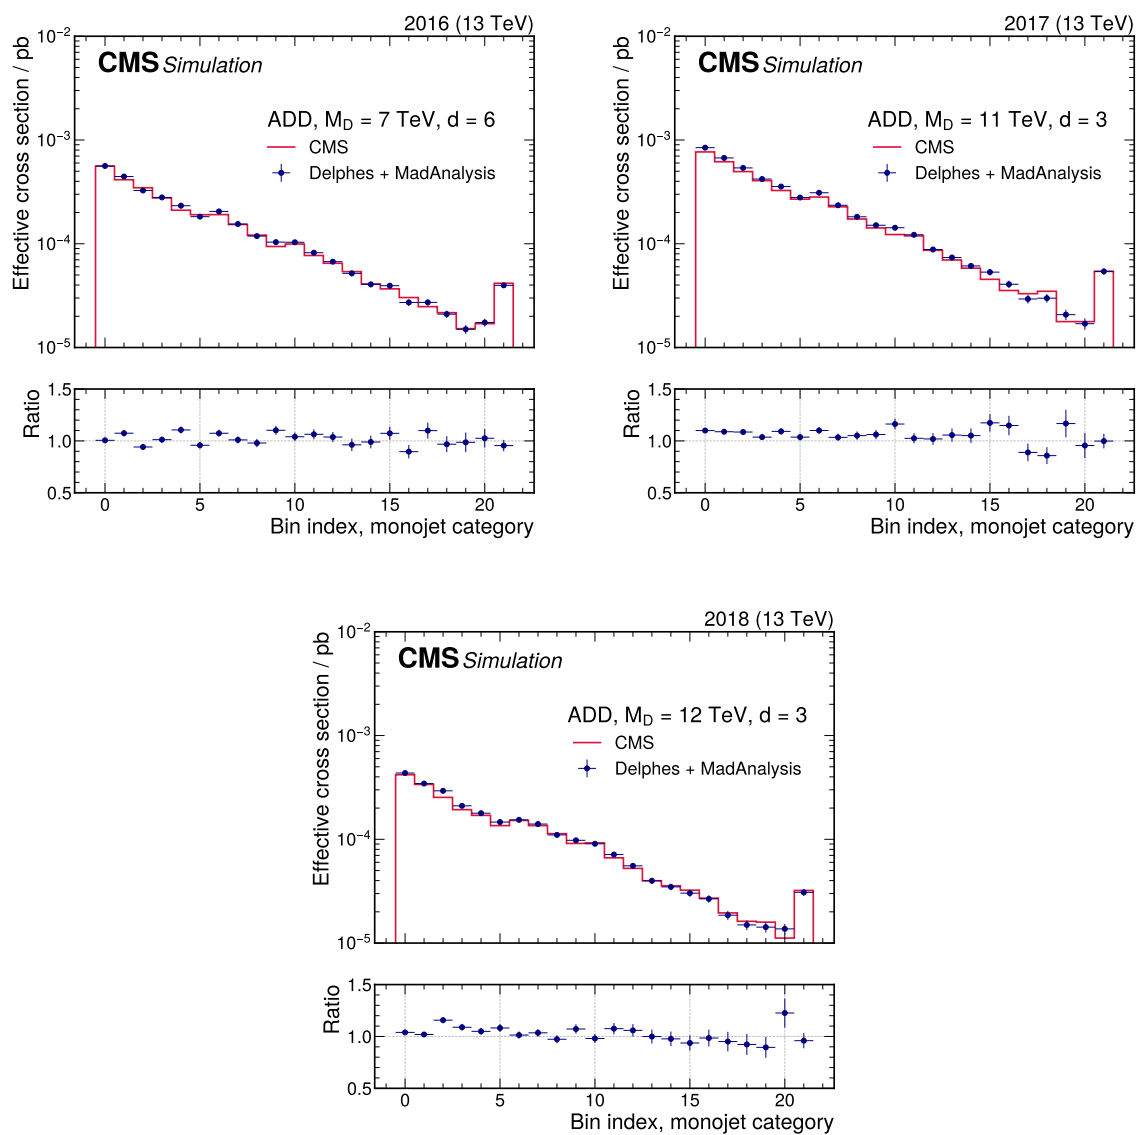 2016 (13 TeV)
CMS Simulation
Effective cross section / pb
10⁻²
10⁻³
10⁻⁴
10⁻⁵
ADD, M_D = 7 TeV, d = 6
CMS
Delphes + MadAnalysis
Ratio
1.5
1.0
0.5
0 5 10 15 20
Bin index, monojet category
2017 (13 TeV)
CMS Simulation
Effective cross section / pb
10⁻²
10⁻³
10⁻⁴
10⁻⁵
ADD, M_D = 11 TeV, d = 3
CMS
Delphes + MadAnalysis
Ratio
1.5
1.0
0.5
0 5 10 15 20
Bin index, monojet category
2018 (13 TeV)
CMS Simulation
Effective cross section / pb
10⁻²
10⁻³
10⁻⁴
10⁻⁵
ADD, M_D = 12 TeV, d = 3
CMS
Delphes + MadAnalysis
Ratio
1.5
1.0
0.5
0 5 10 15 20
Bin index, monojet category